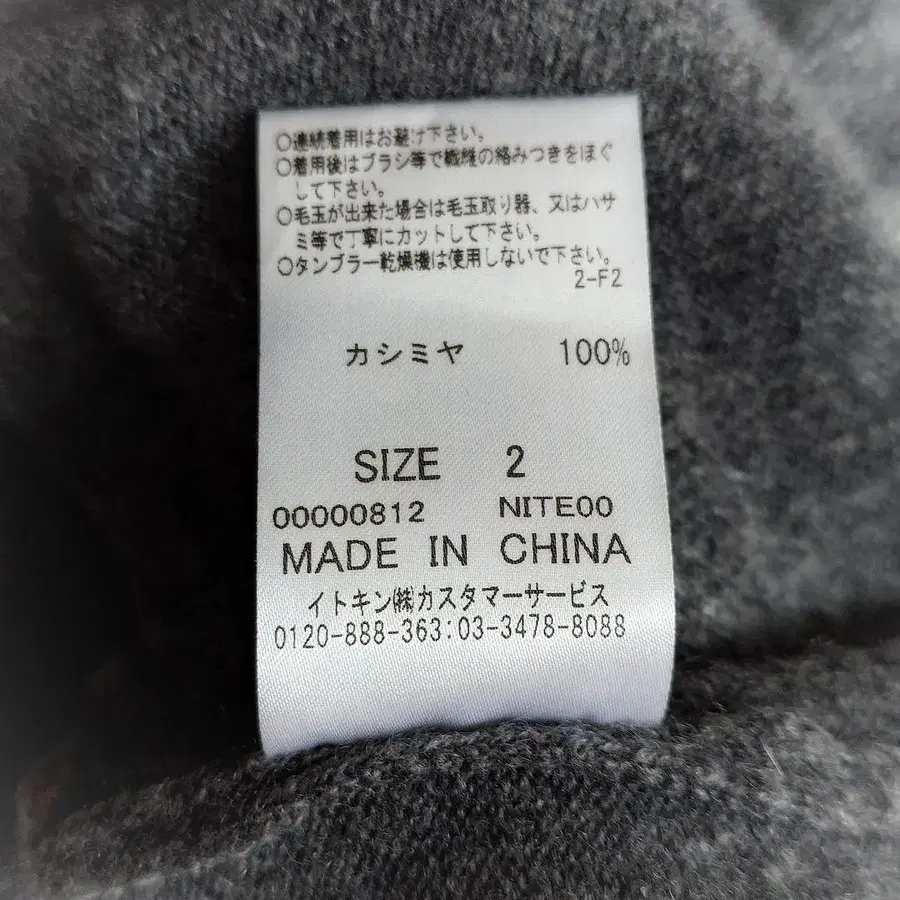 ○連続着用はお避け下さい。
○着用後はブラシ等で繊維の絡みつきをほぐ
して下さい。
○毛玉が出来た場合は毛玉取り器、又はハサ
ミ等で丁寧にカットして下さい。
○タンブラー乾燥機は使用しないで下さい。
2-F2
カシミヤ 100%
SIZE 2
00000812 NITE00
MADE IN CHINA
イトキン㈱カスタマーサービス
0120-888-363:03-3478-8088